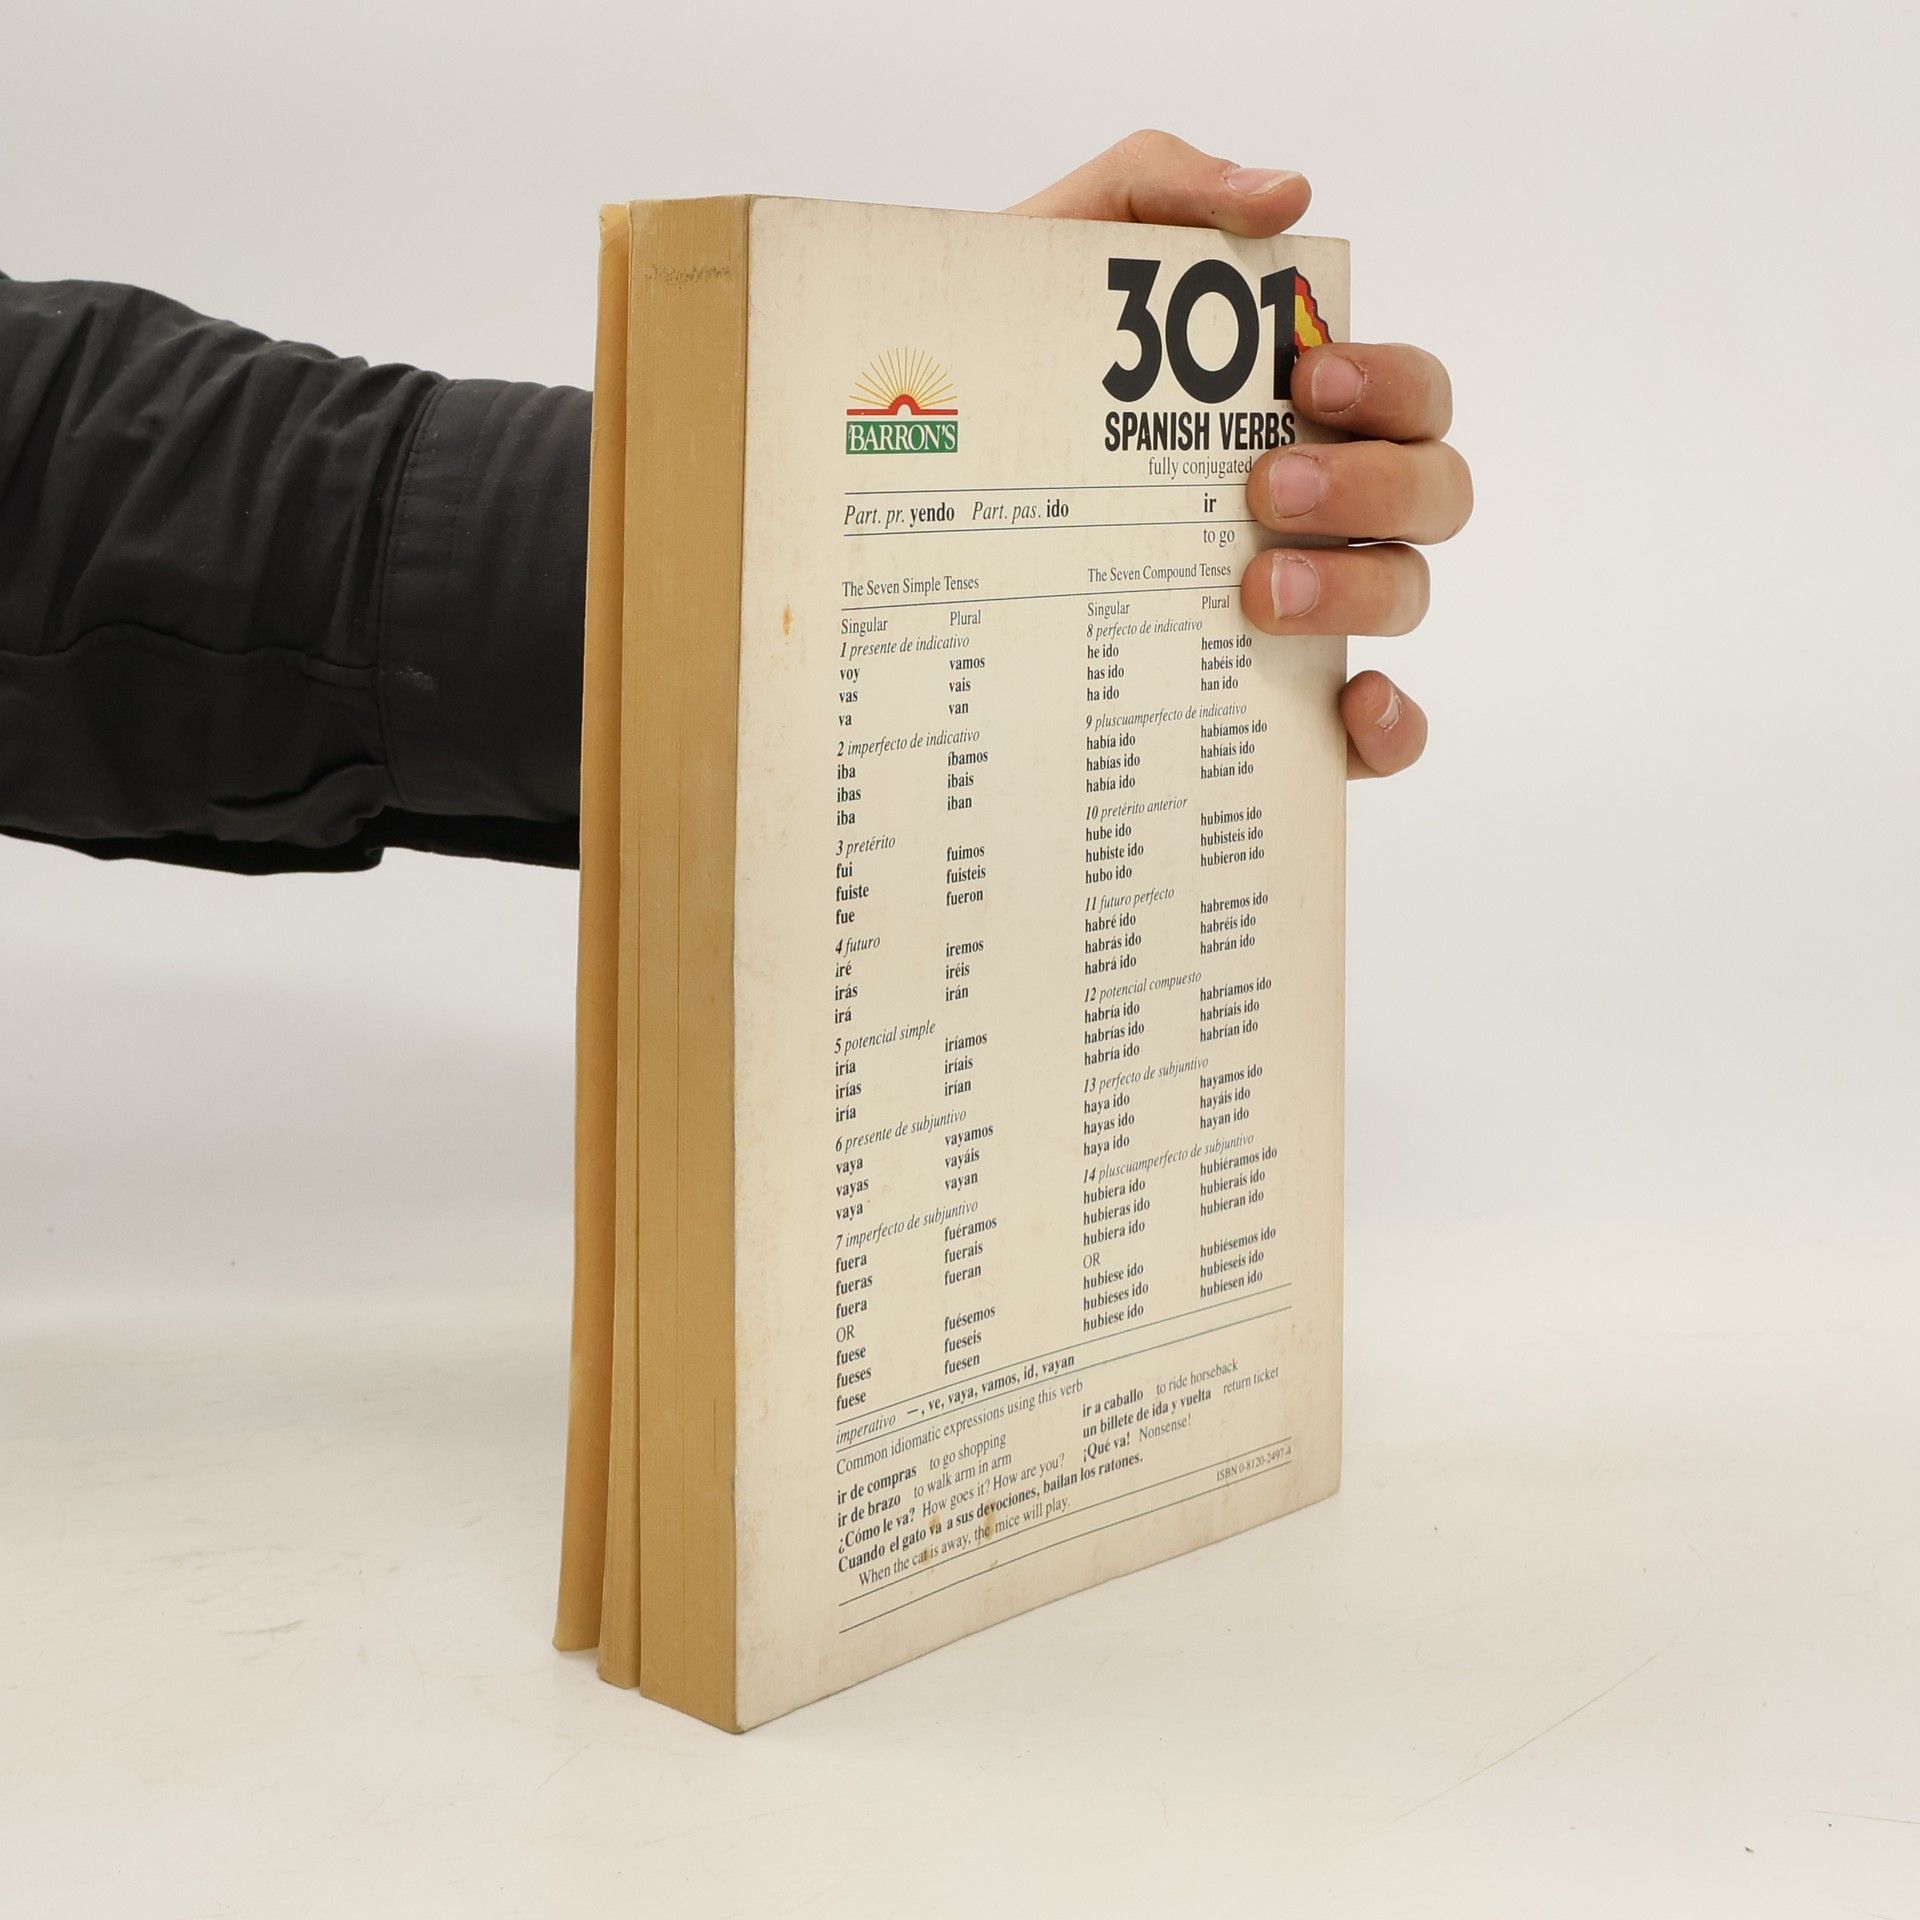 301
SPANISH VERBS
fully conjugated
BARRON'S
Part. pr. yendo Part. pas. ido ir
to go
The Seven Simple Tenses
Singular Plural
1 presente de indicativo
voy vamos
vas vais
va van
2 imperfecto de indicativo
iba íbamos
ibas ibais
iba iban
3 pretérito
fui fuimos
fuiste fuisteis
fue fueron
4 futuro
iré iremos
irás iréis
irá irán
5 potencial simple
iría iríamos
irías iríais
iría irían
6 presente de subjuntivo
vaya vayamos
vayas vayáis
vaya vayan
7 imperfecto de subjuntivo
fuera fuéramos
fueras fuerais
fuera fueran
OR
fuese fuésemos
fueses fueseis
fuese fuesen
The Seven Compound Tenses
Singular Plural
8 perfecto de indicativo
he ido hemos ido
has ido habéis ido
ha ido han ido
9 pluscuamperfecto de indicativo
había ido habíamos ido
habías ido habíais ido
había ido habían ido
10 pretérito anterior
hube ido hubimos ido
hubiste ido hubisteis ido
hubo ido hubieron ido
11 futuro perfecto
habré ido habremos ido
habrás ido habréis ido
habrá ido habrán ido
12 potencial compuesto
habría ido habríamos ido
habrías ido habríais ido
habría ido habrían ido
13 perfecto de subjuntivo
haya ido hayamos ido
hayas ido hayáis ido
haya ido hayan ido
14 pluscuamperfecto de subjuntivo
hubiera ido hubiéramos ido
hubieras ido hubierais ido
hubiera ido hubieran ido
OR
hubiese ido hubiésemos ido
hubieses ido hubieseis ido
hubiese ido hubiesen ido
imperativo —, ve, vaya, vamos, id, vayan
Common idiomatic expressions using this verb
ir de compras to go shopping
ir de brazo to walk arm in arm
¿Cómo le va? How goes it? How are you?
Cuando el gato va a sus devociones, bailan los ratones.
When the cat is away, the mice will play.
ir a caballo to ride horseback
un billete de ida y vuelta return ticket
¡Qué va! Nonsense!
ISBN 0-8120-2497-4